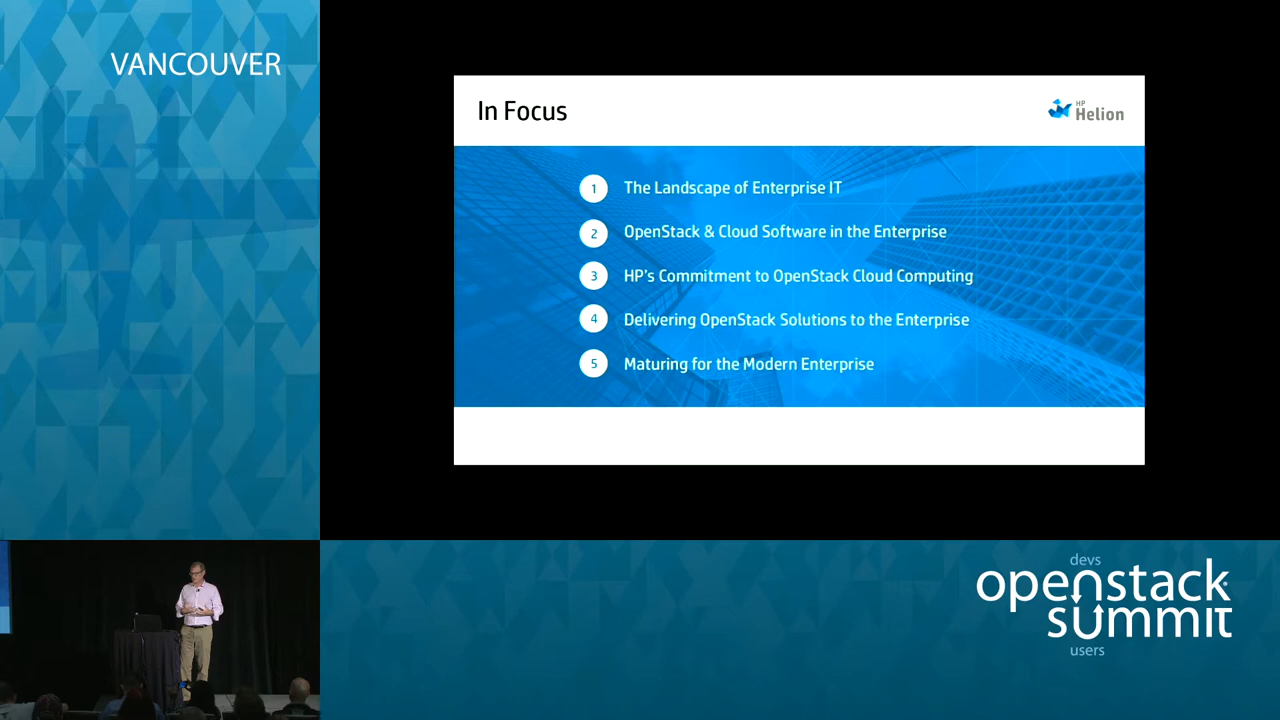 VANCOUVER
In Focus
HP
Helion
1 The Landscape of Enterprise IT
2 OpenStack & Cloud Software in the Enterprise
3 HP's Commitment to OpenStack Cloud Computing
4 Delivering OpenStack Solutions to the Enterprise
5 Maturing for the Modern Enterprise
devs
openstack
summit
users